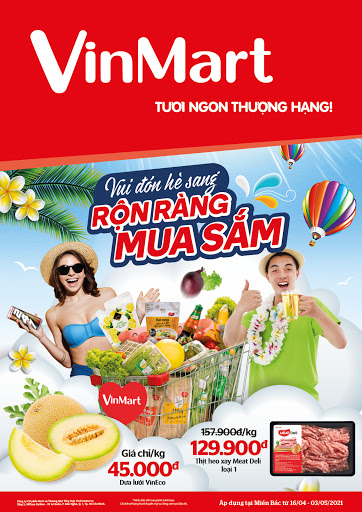 VinMart
TƯƠI NGON THƯỢNG HẠNG!
Vui đón hè sang
RỘN RÀNG
MUA SẮM
VinMart
Giá chỉ/kg
45.000đ
Dưa lưới VinEco
157.900đ/kg
129.900đ
Thịt heo xay Meat Deli
loại 1
Áp dụng tại Miền Bắc từ 16/04 - 03/05/2021